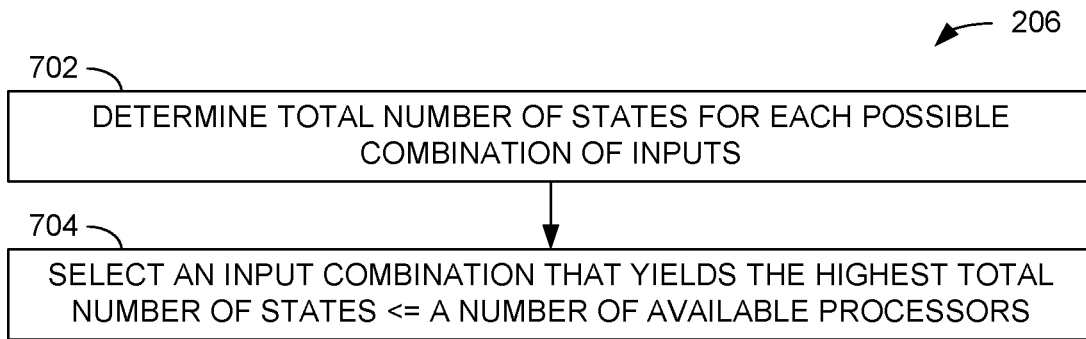 206
702
DETERMINE TOTAL NUMBER OF STATES FOR EACH POSSIBLE
COMBINATION OF INPUTS
704
SELECT AN INPUT COMBINATION THAT YIELDS THE HIGHEST TOTAL
NUMBER OF STATES <= A NUMBER OF AVAILABLE PROCESSORS